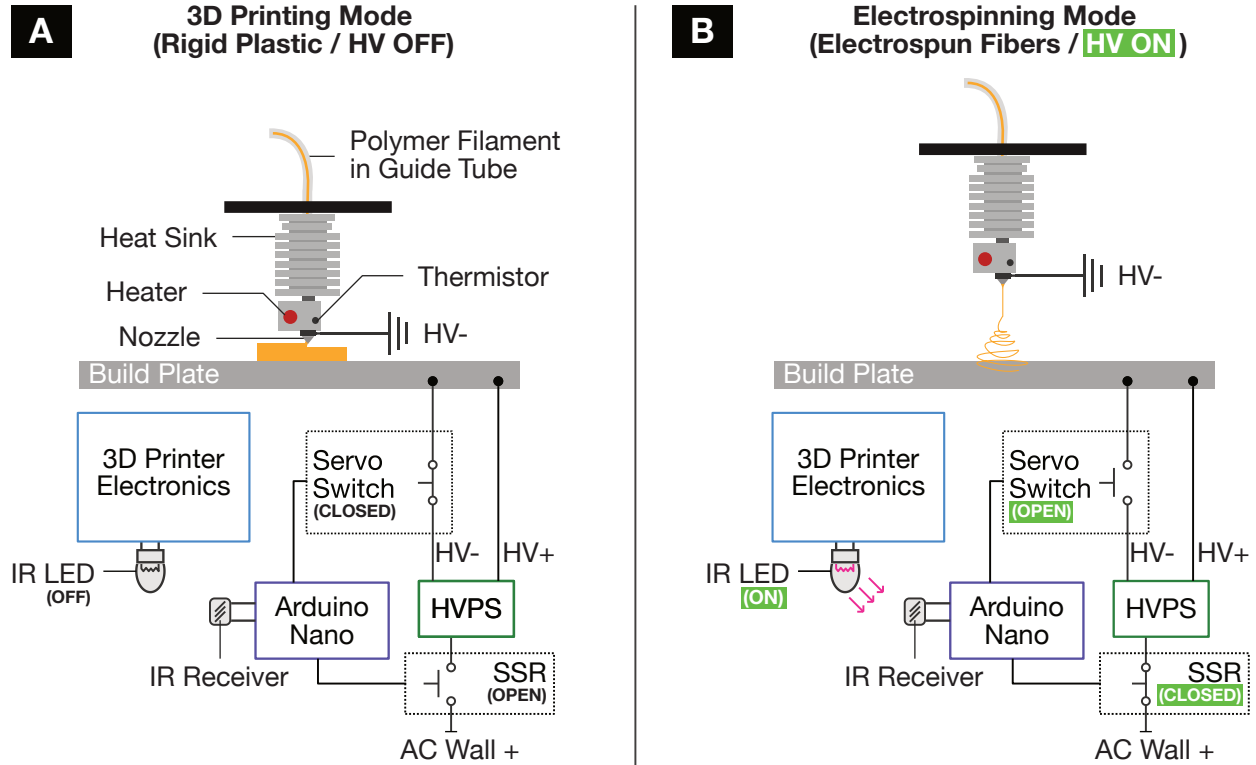 A
3D Printing Mode
(Rigid Plastic / HV OFF)
Polymer Filament
in Guide Tube
Heat Sink
Thermistor
Heater
Nozzle
HV-
Build Plate
3D Printer
Electronics
Servo
Switch
(CLOSED)
IR LED
(OFF)
HV-
HV+
Arduino
Nano
HVPS
IR Receiver
SSR
(OPEN)
AC Wall +
B
Electrospinning Mode
(Electrospun Fibers / HV ON)
HV-
Build Plate
3D Printer
Electronics
Servo
Switch
(OPEN)
IR LED
(ON)
HV-
HV+
Arduino
Nano
HVPS
IR Receiver
SSR
(CLOSED)
AC Wall +